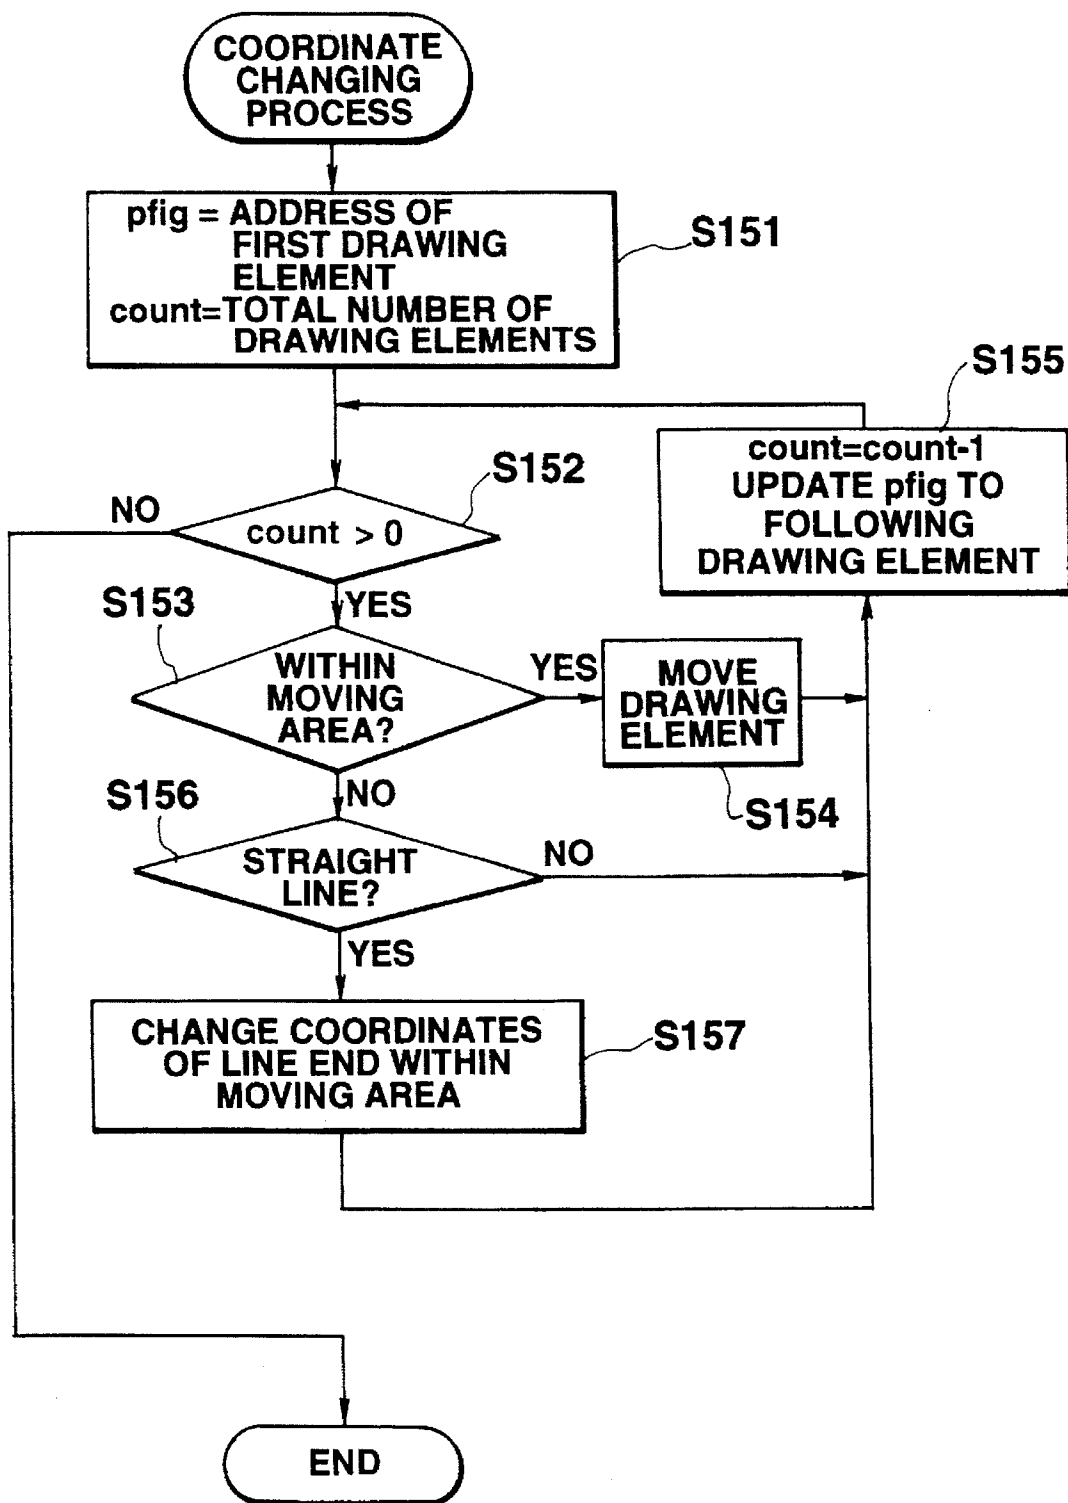 COORDINATE
CHANGING
PROCESS
pfig = ADDRESS OF
FIRST DRAWING
ELEMENT
count=TOTAL NUMBER OF
DRAWING ELEMENTS
S151
S155
count=count-1
UPDATE pfig TO
FOLLOWING
DRAWING ELEMENT
S152
NO
count > 0
YES
S153
WITHIN
MOVING
AREA?
YES
MOVE
DRAWING
ELEMENT
S154
NO
S156
STRAIGHT
LINE?
NO
YES
CHANGE COORDINATES
OF LINE END WITHIN
MOVING AREA
S157
END